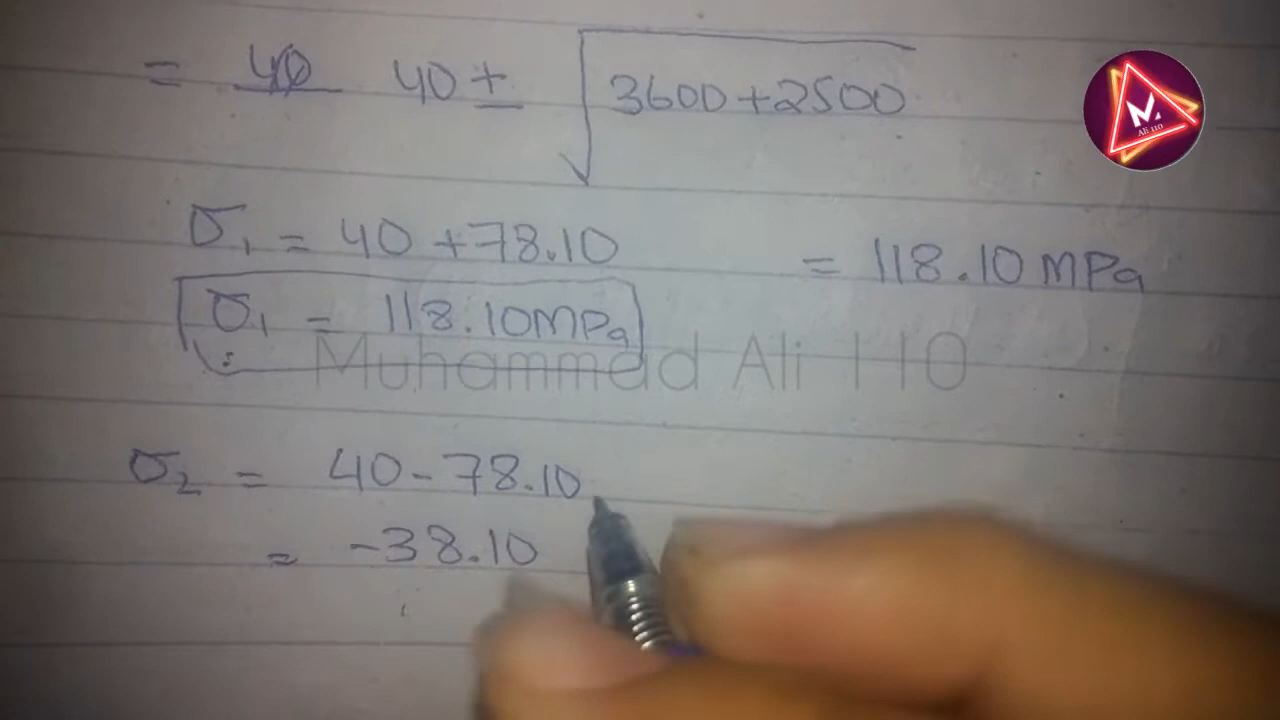 = 40 40 ± √3600+2500
M.
Ali 110
σ₁ = 40 + 78.10 = 118.10 MPa
σ₁ = 118.10MPa
Muhammad Ali 110
σ₂ = 40 - 78.10
= -38.10